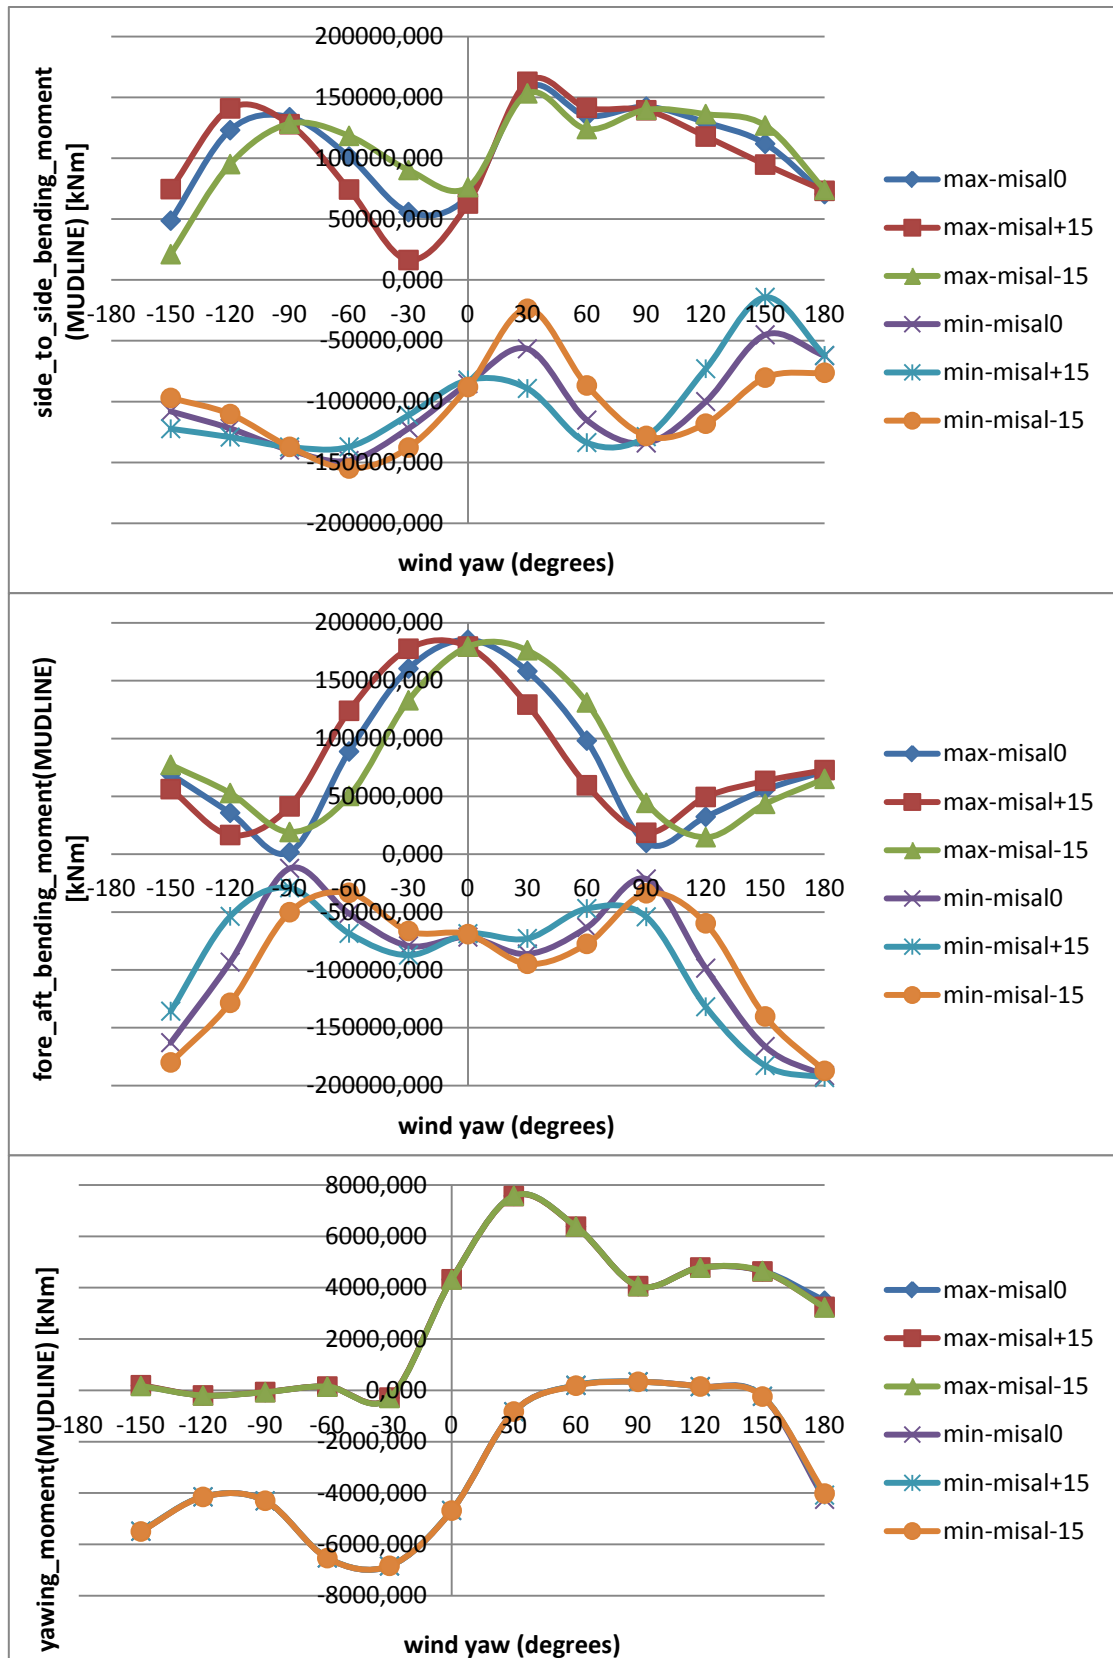 side_to_side_bending_moment
(MUDLINE) [kNm]
200000,000
150000,000
100000,000
50000,000
0,000
-50000,000
-100000,000
-150000,000
-200000,000
-180 -150 -120 -90 -60 -30 0 30 60 90 120 150 180
wind yaw (degrees)
max-misal0
max-misal+15
max-misal-15
min-misal0
min-misal+15
min-misal-15
fore_aft_bending_moment(MUDLINE)
[kNm]
200000,000
150000,000
100000,000
50000,000
0,000
-50000,000
-100000,000
-150000,000
-200000,000
-180 -150 -120 -90 -60 -30 0 30 60 90 120 150 180
wind yaw (degrees)
max-misal0
max-misal+15
max-misal-15
min-misal0
min-misal+15
min-misal-15
yawing_moment(MUDLINE) [kNm]
8000,000
6000,000
4000,000
2000,000
0,000
-2000,000
-4000,000
-6000,000
-8000,000
-180 -150 -120 -90 -60 -30 0 30 60 90 120 150 180
wind yaw (degrees)
max-misal0
max-misal+15
max-misal-15
min-misal0
min-misal+15
min-misal-15